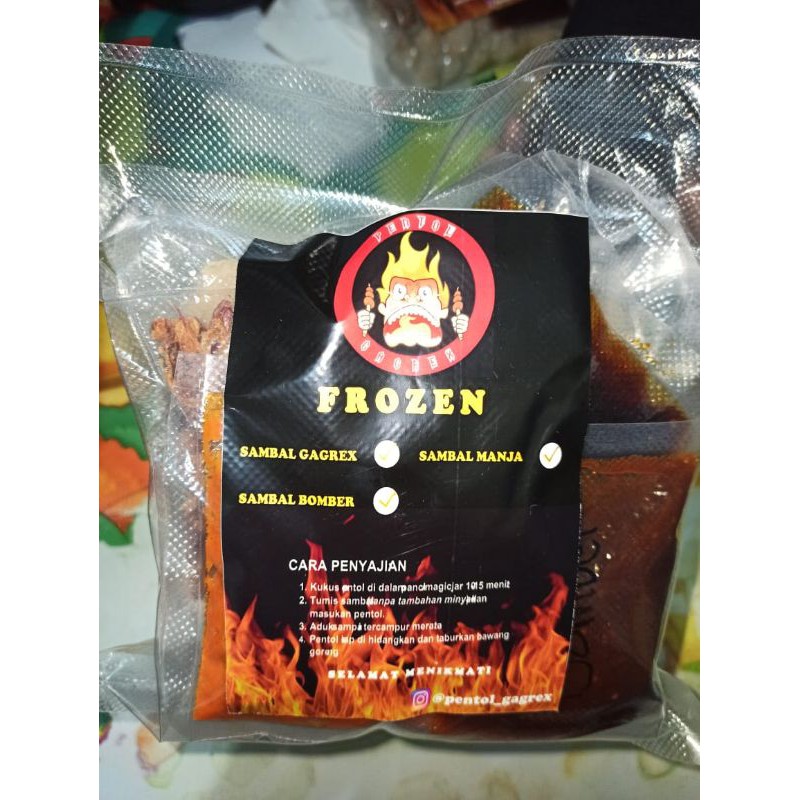 PENTOL
GAGREX
FROZEN
SAMBAL GAGREX
SAMBAL MANJA
SAMBAL BOMBER
CARA PENYAJIAN
1. Kukus pentol di dalam panci/magicjar 10-15 menit
2. Tumis sambal tanpa tambahan minyak dan
masukan pentol.
3. Aduk sampai tercampur merata
4. Pentol siap di hidangkan dan taburkan bawang
goreng
SELAMAT MENIKMATI
@pentol_gagrex